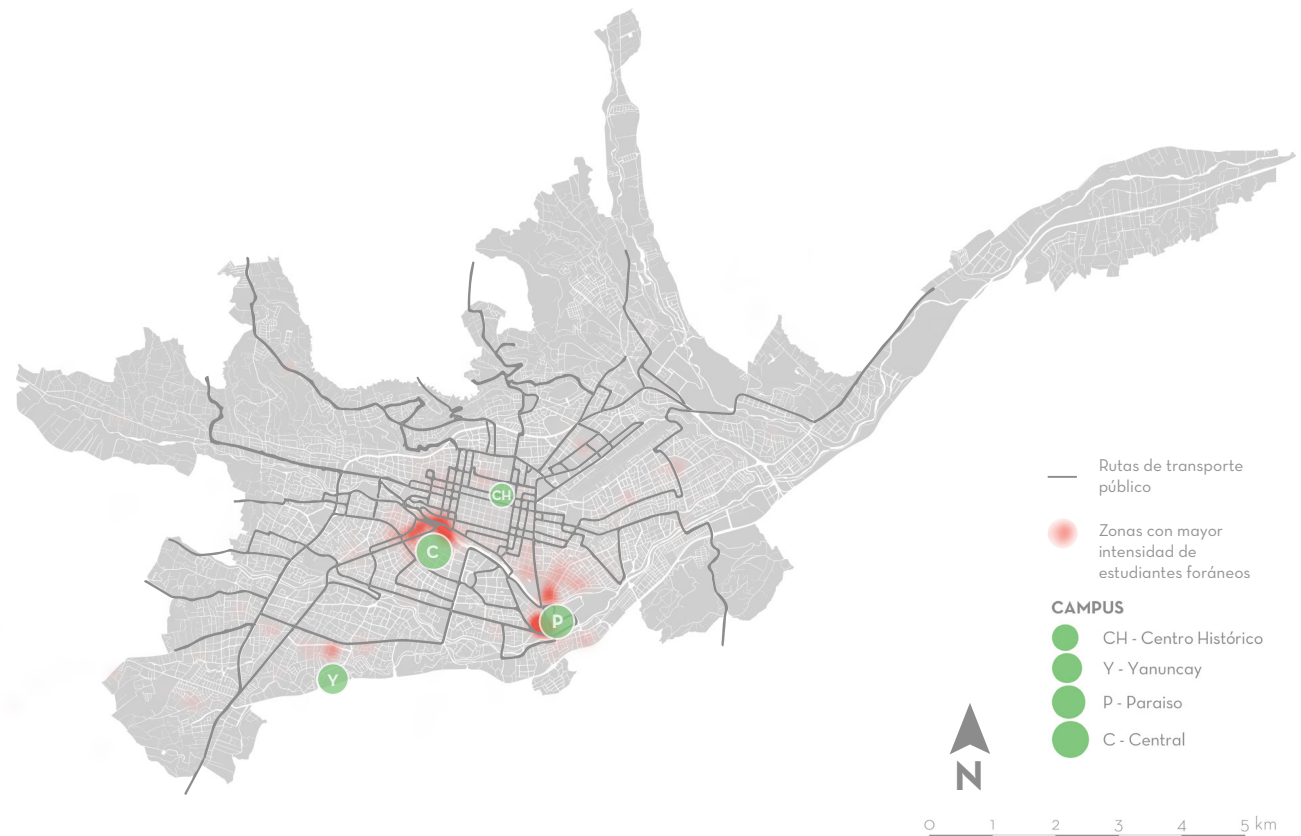 CH
C
P
Y
Rutas de transporte
público
Zonas con mayor
intensidad de
estudiantes foráneos
CAMPUS
CH - Centro Histórico
Y - Yanuncay
P - Paraiso
C - Central
N
0 1 2 3 4 5 km